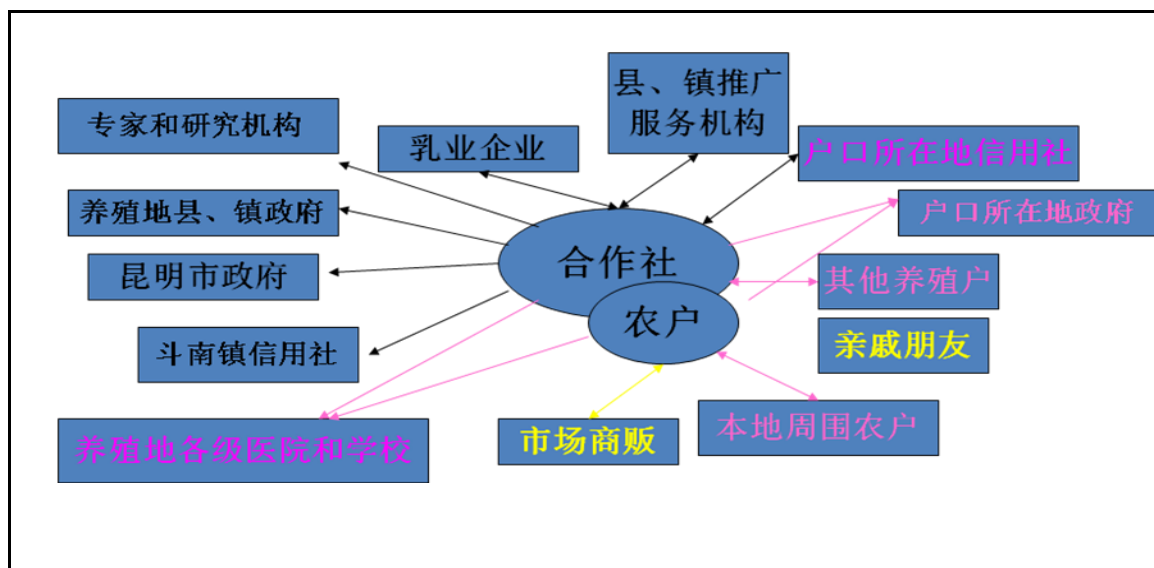 县、镇推广
服务机构
专家和研究机构
乳业企业
户口所在地信用社
养殖地县、镇政府
户口所在地政府
合作社
昆明市政府
其他养殖户
农户
亲戚朋友
斗南镇信用社
养殖地各级医院和学校
市场商贩
本地周围农户